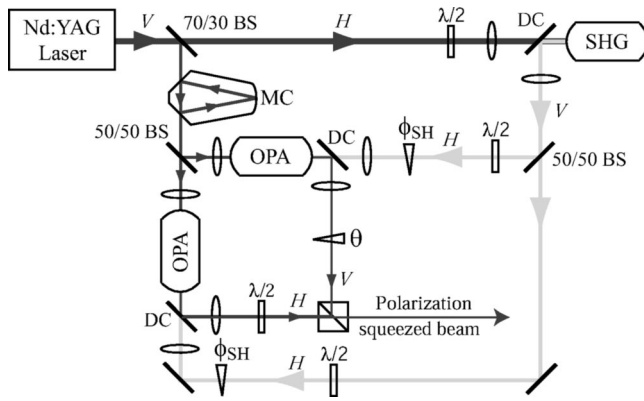 Nd:YAG
Laser
V
70/30 BS
H
λ/2
DC
SHG
MC
V
50/50 BS
OPA
DC
ϕSH
H
λ/2
50/50 BS
θ
OPA
V
λ/2
H
DC
Polarization
squeezed beam
ϕSH
H
λ/2